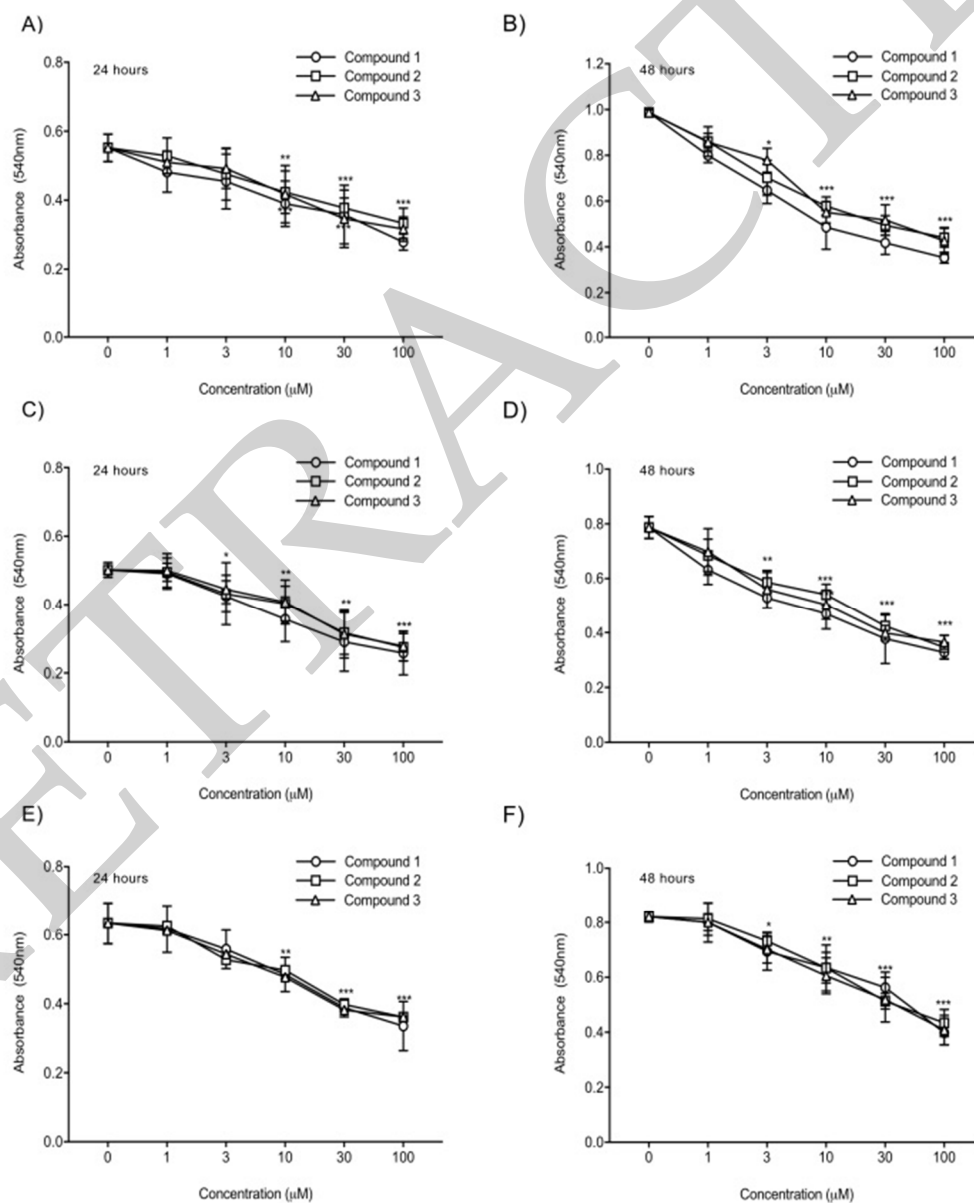 A)
24 hours
Compound 1
Compound 2
Compound 3
0.8
0.6
0.4
0.2
0.0
Absorbance (540nm)
**
***
***
***
0 1 3 10 30 100
Concentration (μM)
B)
48 hours
Compound 1
Compound 2
Compound 3
1.2
1.0
0.8
0.6
0.4
0.2
0.0
Absorbance (540nm)
*
***
***
***
0 1 3 10 30 100
Concentration (μM)
C)
24 hours
Compound 1
Compound 2
Compound 3
0.8
0.6
0.4
0.2
0.0
Absorbance (540nm)
*
**
**
***
0 1 3 10 30 100
Concentration (μM)
D)
48 hours
Compound 1
Compound 2
Compound 3
1.0
0.8
0.6
0.4
0.2
0.0
Absorbance (540nm)
**
***
***
***
0 1 3 10 30 100
Concentration (μM)
E)
24 hours
Compound 1
Compound 2
Compound 3
0.8
0.6
0.4
0.2
0.0
Absorbance (540nm)
**
***
***
0 1 3 10 30 100
Concentration (μM)
F)
48 hours
Compound 1
Compound 2
Compound 3
1.0
0.8
0.6
0.4
0.2
0.0
Absorbance (540nm)
*
**
***
***
0 1 3 10 30 100
Concentration (μM)
ETRACT